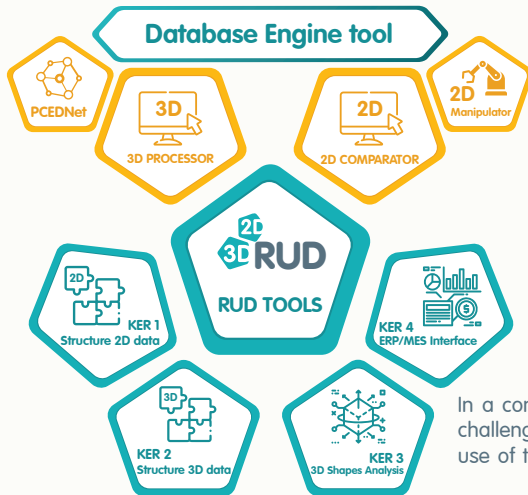 Database Engine tool
PCEDNet
3D
3D PROCESSOR
2D
2D COMPARATOR
2D
Manipulator
2D
3D RUD
RUD TOOLS
2D
KER 1
Structure 2D data
KER 4
ERP/MES Interface
3D
KER 2
Structure 3D data
KER 3
3D Shapes Analysis
In a con
challeng
use of t